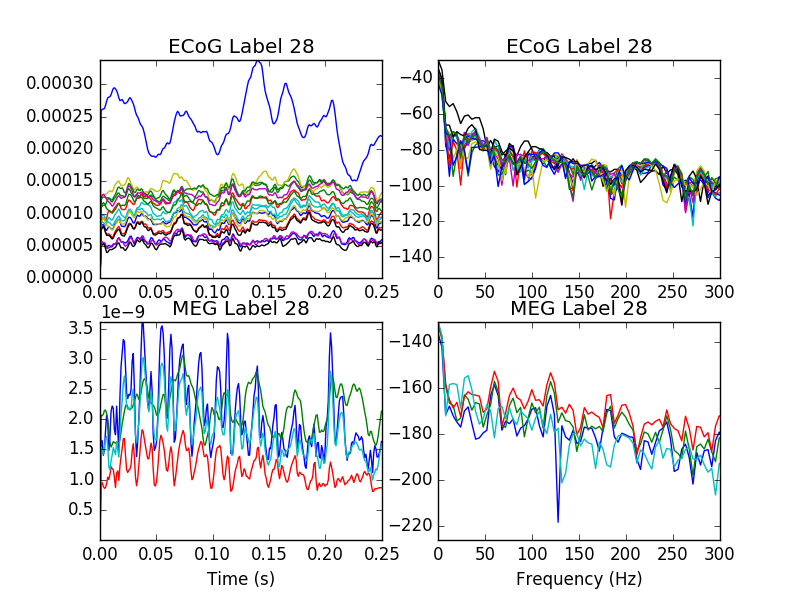 ECoG Label 28
ECoG Label 28
0.00030
0.00025
0.00020
0.00015
0.00010
0.00005
0.00000
0.00 0.05 0.10 0.15 0.20 0.25
−40
−60
−80
−100
−120
−140
0 50 100 150 200 250 300
MEG Label 28
MEG Label 28
1e−9
3.5
3.0
2.5
2.0
1.5
1.0
0.5
0.00 0.05 0.10 0.15 0.20 0.25
Time (s)
−140
−160
−180
−200
−220
0 50 100 150 200 250 300
Frequency (Hz)